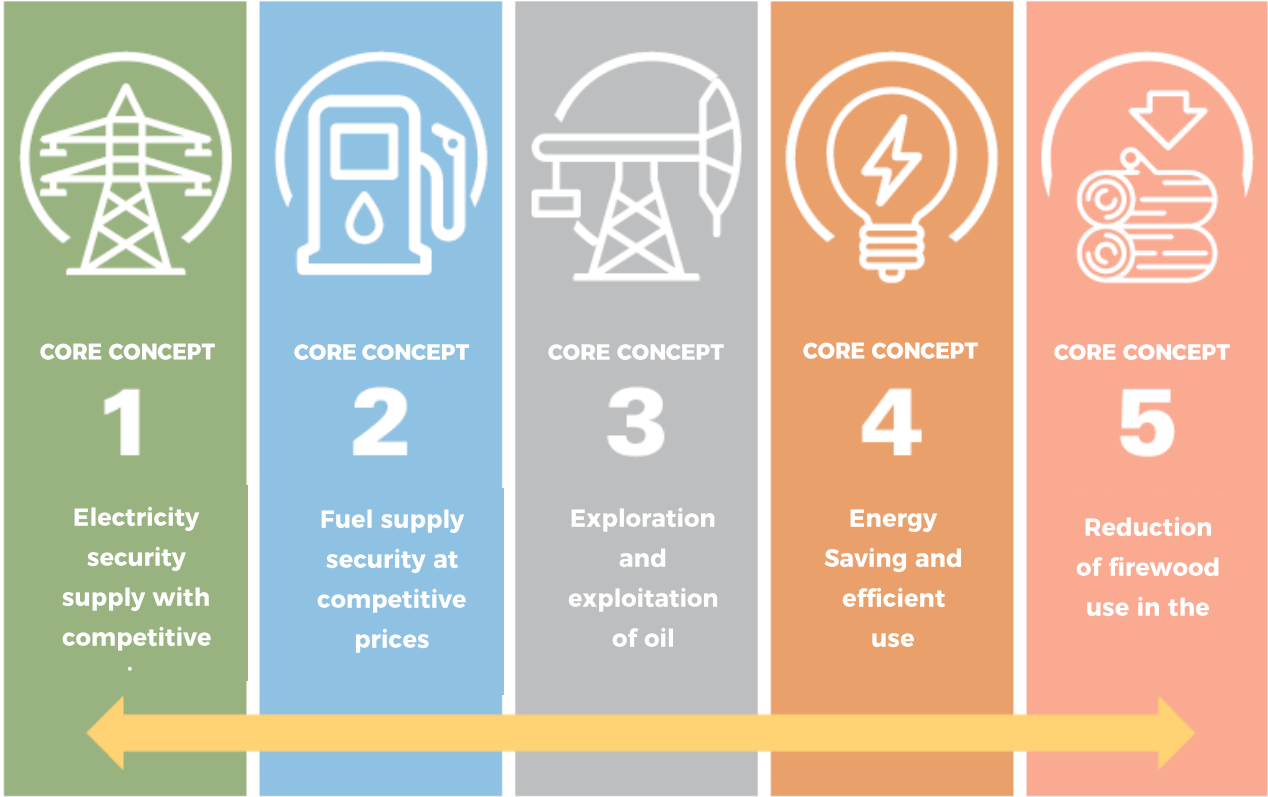 CORE CONCEPT
1
Electricity
security
supply with
competitive
.
CORE CONCEPT
2
Fuel supply
security at
competitive
prices
CORE CONCEPT
3
Exploration
and
exploitation
of oil
CORE CONCEPT
4
Energy
Saving and
efficient
use
CORE CONCEPT
5
Reduction
of firewood
use in the